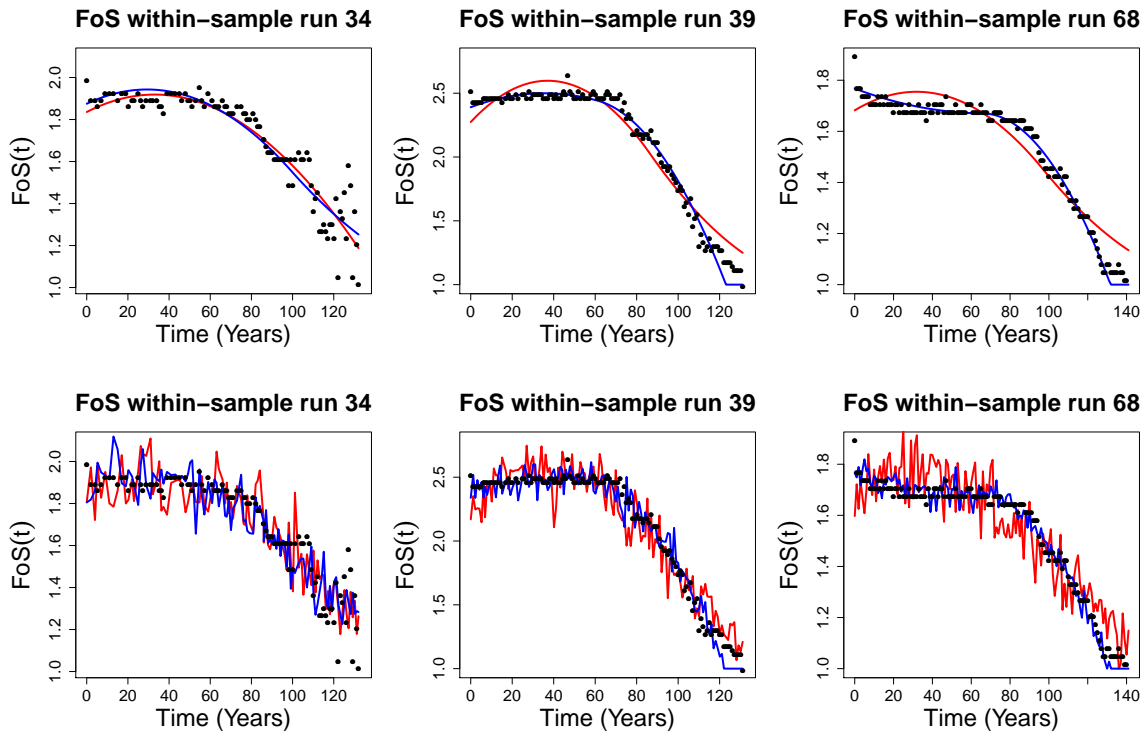 FoS within−sample run 34
FoS within−sample run 39
FoS within−sample run 68
FoS(t)
1.0 1.2 1.4 1.6 1.8 2.0
0 20 40 60 80 100 120
Time (Years)
FoS(t)
1.0 1.5 2.0 2.5
0 20 40 60 80 100 120
Time (Years)
FoS(t)
1.0 1.2 1.4 1.6 1.8
0 20 40 60 80 100 120 140
Time (Years)
FoS within−sample run 34
FoS within−sample run 39
FoS within−sample run 68
FoS(t)
1.0 1.2 1.4 1.6 1.8 2.0
0 20 40 60 80 100 120
Time (Years)
FoS(t)
1.0 1.5 2.0 2.5
0 20 40 60 80 100 120
Time (Years)
FoS(t)
1.0 1.2 1.4 1.6 1.8
0 20 40 60 80 100 120 140
Time (Years)